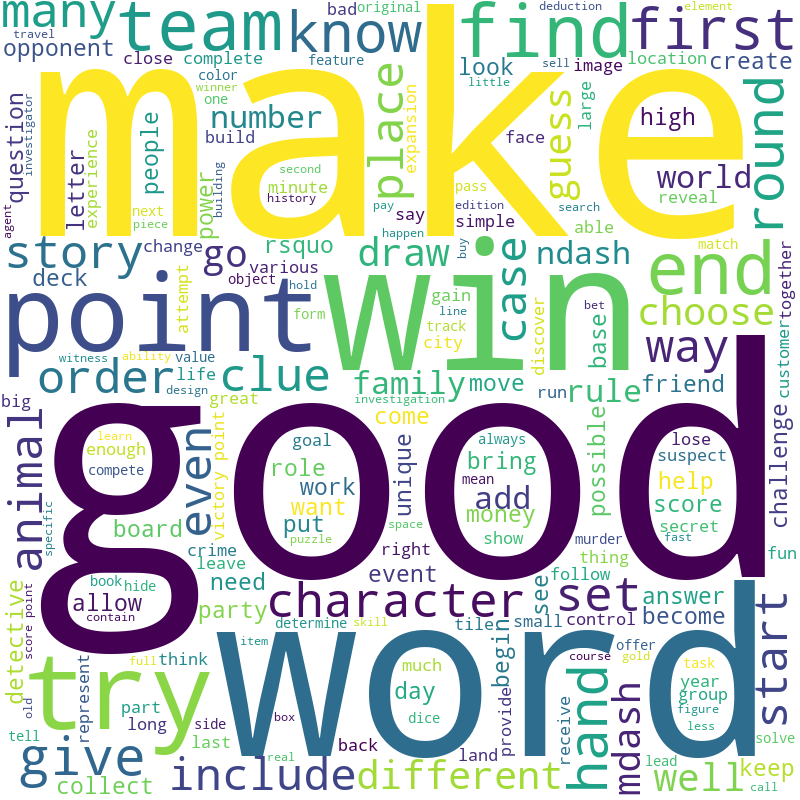 many
team
know
bad
original
find
first
deduction
element
travel
opponent
close
complete
color
feature
one
winner
look
sell
little
image
location
create
make
question
investigator
letter
experience
people
number
build
power
building
place
expansion
guess
large
face
high
world
round
reveal
second
minute
history
pass
say
edition
simple
search
able
agent
next
piece
pay
happen
buy
match
together
story
change
go
rsquo
draw
case
ndash
end
deck
attempt
various
object
hold
form
gain
line
track
city
discover
bet
base
choose
customer
point
win
witness
ability
value
design
life
order
clue
family
move
investigation
run
rule
friend
way
big
great
come
animal
learn
enough
compete
even
victory point
goal
role
work
want
put
puzzle
unique
always
bring
mean
add
money
show
space
possible
lose
suspect
help
score
secret
challenge
specific
board
crime
leave
right
event
murder
thing
fast
fun
good
book
hide
allow
contain
need
party
character
follow
see
set
answer
become
detective
score point
determine
skill
item
tile
small
begin
control
offer
start
try
word
full
think
represent
part
long
side
last
box
real
back
much
day
dice
land
provide
receive
course
gold
hand
mdash
task
year
group
figure
less
lead
solve
old
tell
give
collect
include
different
well
keep
call